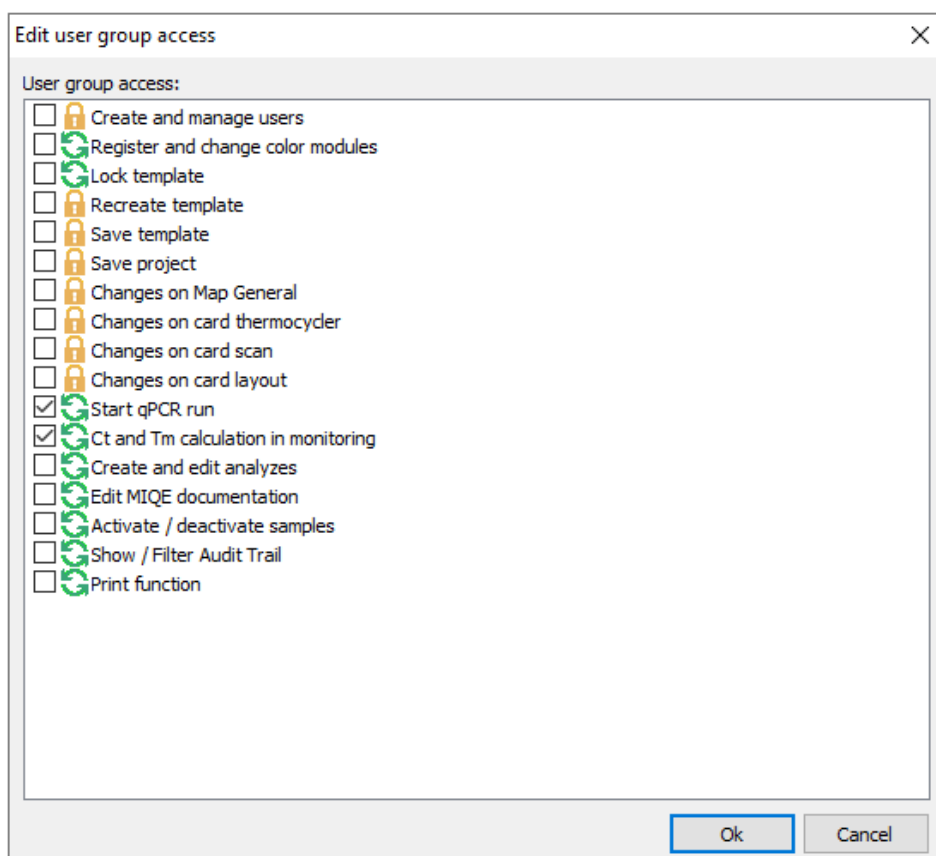 Edit user group access
User group access:
Create and manage users
Register and change color modules
Lock template
Recreate template
Save template
Save project
Changes on Map General
Changes on card thermocycler
Changes on card scan
Changes on card layout
Start qPCR run
Ct and Tm calculation in monitoring
Create and edit analyzes
Edit MIQE documentation
Activate / deactivate samples
Show / Filter Audit Trail
Print function
Ok
Cancel